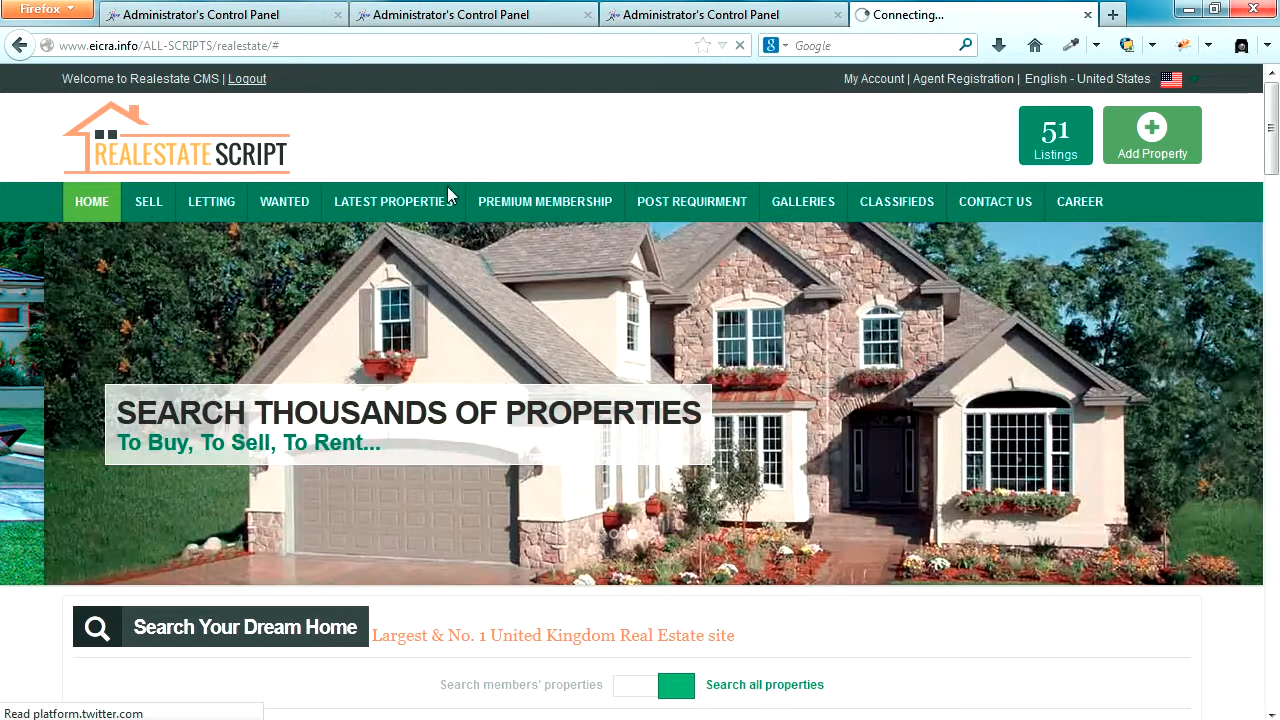 Firefox
Administrator's Control Panel
Administrator's Control Panel
Administrator's Control Panel
Connecting...
www.eicra.info/ALL-SCRIPTS/realestate/#
Google
Welcome to Realestate CMS | Logout
My Account | Agent Registration | English - United States
REALESTATE SCRIPT
51
Listings
Add Property
HOME
SELL
LETTING
WANTED
LATEST PROPERTIES
PREMIUM MEMBERSHIP
POST REQUIRMENT
GALLERIES
CLASSIFIEDS
CONTACT US
CAREER
SEARCH THOUSANDS OF PROPERTIES
To Buy, To Sell, To Rent...
Search Your Dream Home
Largest & No. 1 United Kingdom Real Estate site
Search members' properties
Search all properties
Read platform.twitter.com